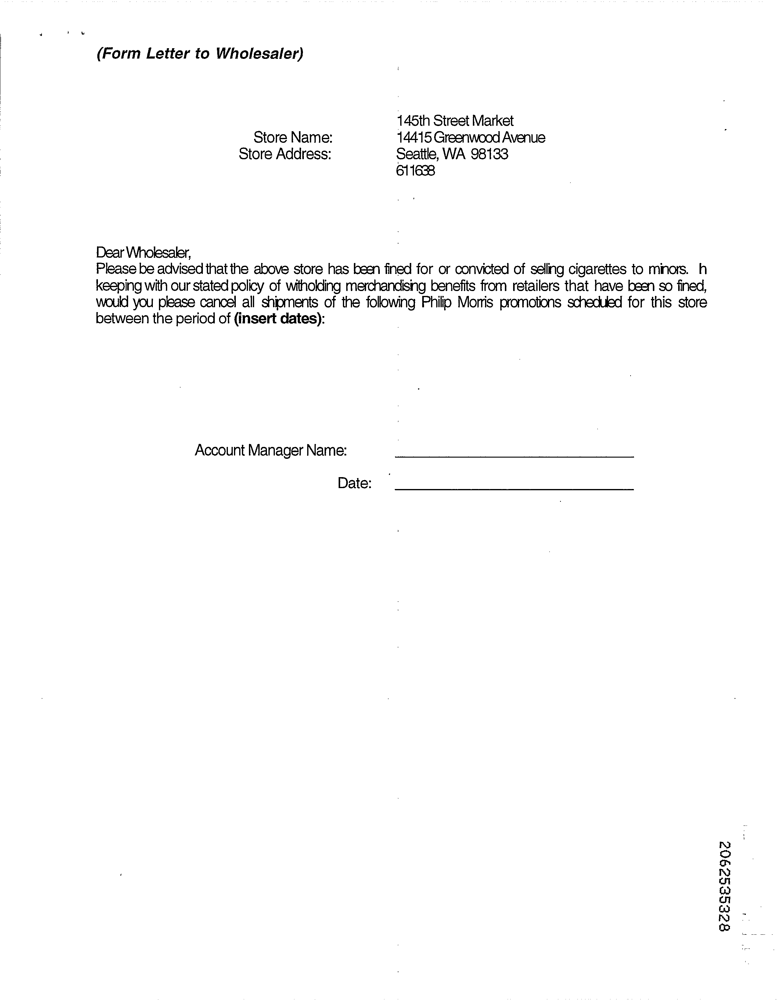 (Form Letter to Wholesaler)
145th Street Market
Store Name: 14415 Greenwood Avenue
Store Address: Seattle, WA 98133
611638
Dear Wholesaler,
Please be advised that the above store has been fined for or convicted of selling cigarettes to minors. h
keeping with our stated policy of witholding merchandising benefits from retailers that have been so fined,
would you please cancel all shipments of the following Philip Morris promotions scheduled for this store
between the period of (insert dates):
Account Manager Name:
Date:
2062535328